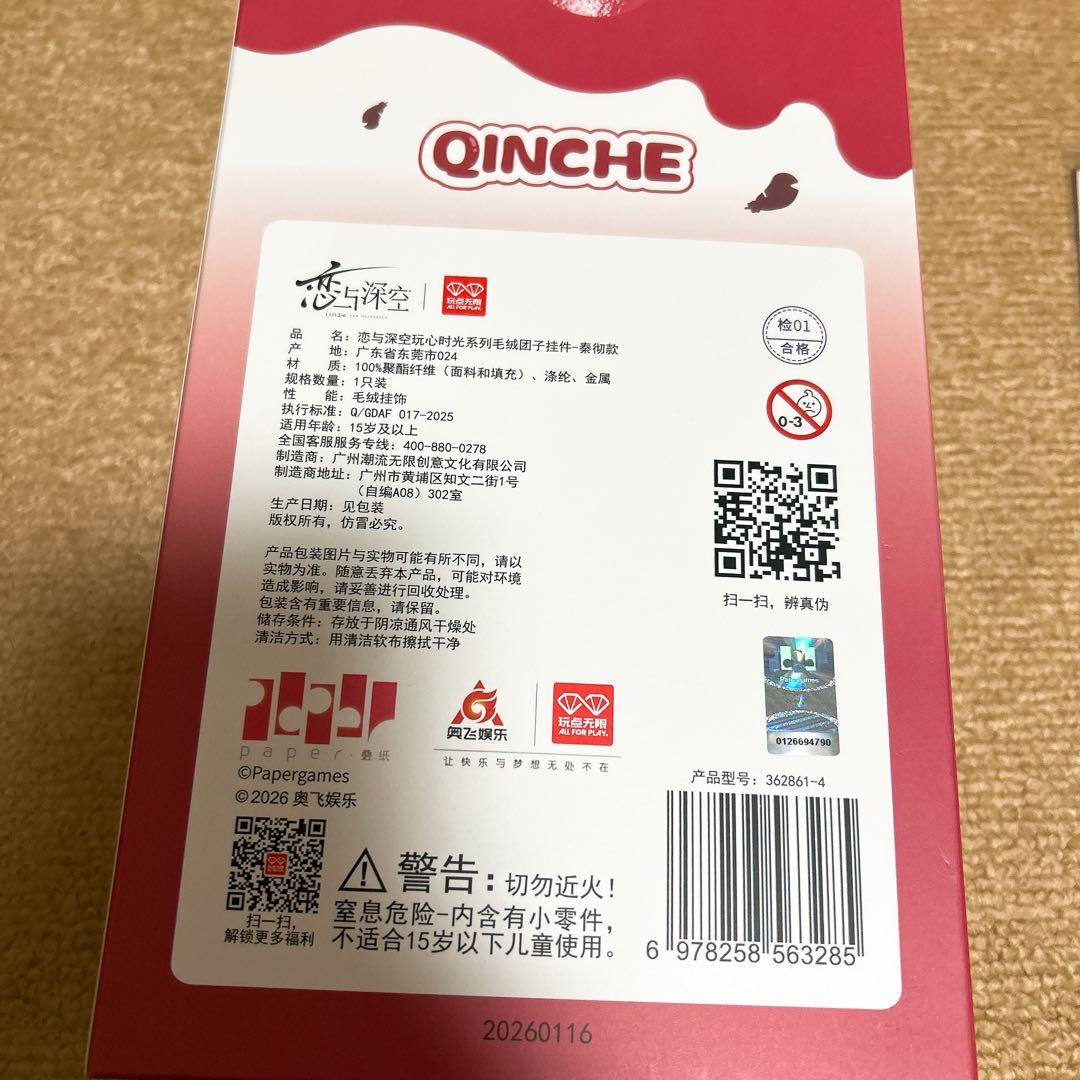 QINCHE
恋与深空
玩点无限
ALL FOR PLAY.
品名：恋与深空玩心时光系列毛绒团子挂件-秦彻款
产地：广东省东莞市024
材质：100%聚酯纤维（面料和填充）、涤纶、金属
规格数量：1只装
性能：毛绒挂饰
执行标准：Q/GDAF 017-2025
适用年龄：15岁及以上
全国客服服务专线：400-880-0278
制造商：广州潮流无限创意文化有限公司
制造商地址：广州市黄埔区知文二街1号
（自编A08）302室
生产日期：见包装
版权所有，仿冒必究。
检01
合格
0-3
扫一扫，辨真伪
产品包装图片与实物可能有所不同，请以
实物为准。随意丢弃本产品，可能对环境
造成影响，请妥善进行回收处理。
包装含有重要信息，请保留。
储存条件：存放于阴凉通风干燥处
清洁方式：用清洁软布擦拭干净
0126694790
paper
paper·叠纸
©Papergames
©2026 奥飞娱乐
奥飞娱乐
玩点无限
ALL FOR PLAY.
让快乐与梦想无处不在
产品型号：362861-4
扫一扫，
解锁更多福利
警告：切勿近火！
窒息危险-内含有小零件，
不适合15岁以下儿童使用。
6 978258 563285
20260116